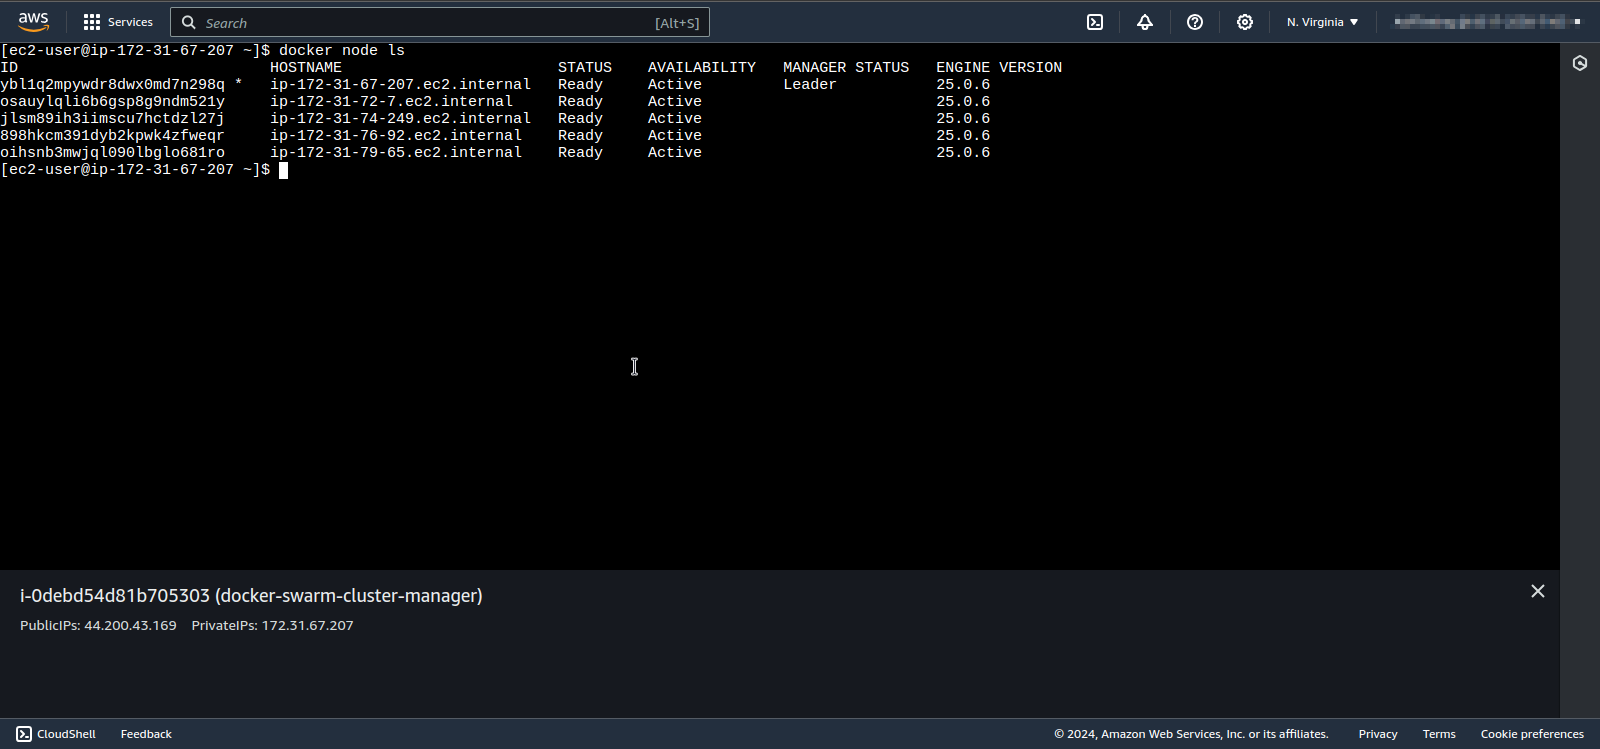 aws Services Search [Alt+S] N. Virginia
[ec2-user@ip-172-31-67-207 ~]$ docker node ls
ID HOSTNAME STATUS AVAILABILITY MANAGER STATUS ENGINE VERSION
ybl1q2mpywdr8dwx0md7n298q * ip-172-31-67-207.ec2.internal Ready Active Leader 25.0.6
osauylqli6b6gsp8g9ndm521y ip-172-31-72-7.ec2.internal Ready Active 25.0.6
jlsm89ih3iimscu7hctdzl27j ip-172-31-74-249.ec2.internal Ready Active 25.0.6
898hkcm391dyb2kpwk4zfweqr ip-172-31-76-92.ec2.internal Ready Active 25.0.6
oihsnb3mwjql090lbglo681ro ip-172-31-79-65.ec2.internal Ready Active 25.0.6
[ec2-user@ip-172-31-67-207 ~]$
i-0debd54d81b705303 (docker-swarm-cluster-manager)
PublicIPs: 44.200.43.169 PrivateIPs: 172.31.67.207
CloudShell Feedback © 2024, Amazon Web Services, Inc. or its affiliates. Privacy Terms Cookie preferences